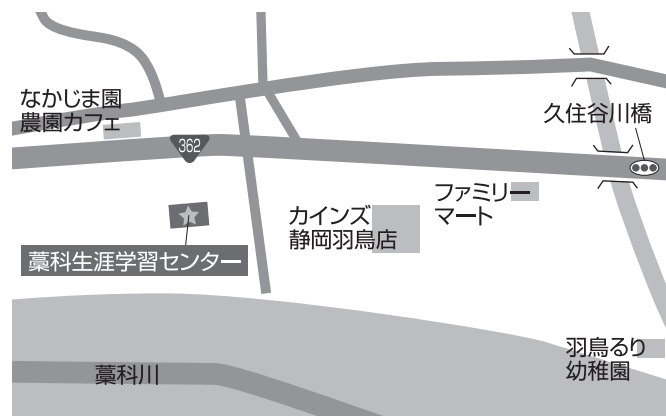 なかじま園
農園カフェ
久住谷川橋
362
ファミリー
マート
カインズ
静岡羽鳥店
藁科生涯学習センター
羽鳥るり
幼稚園
藁科川